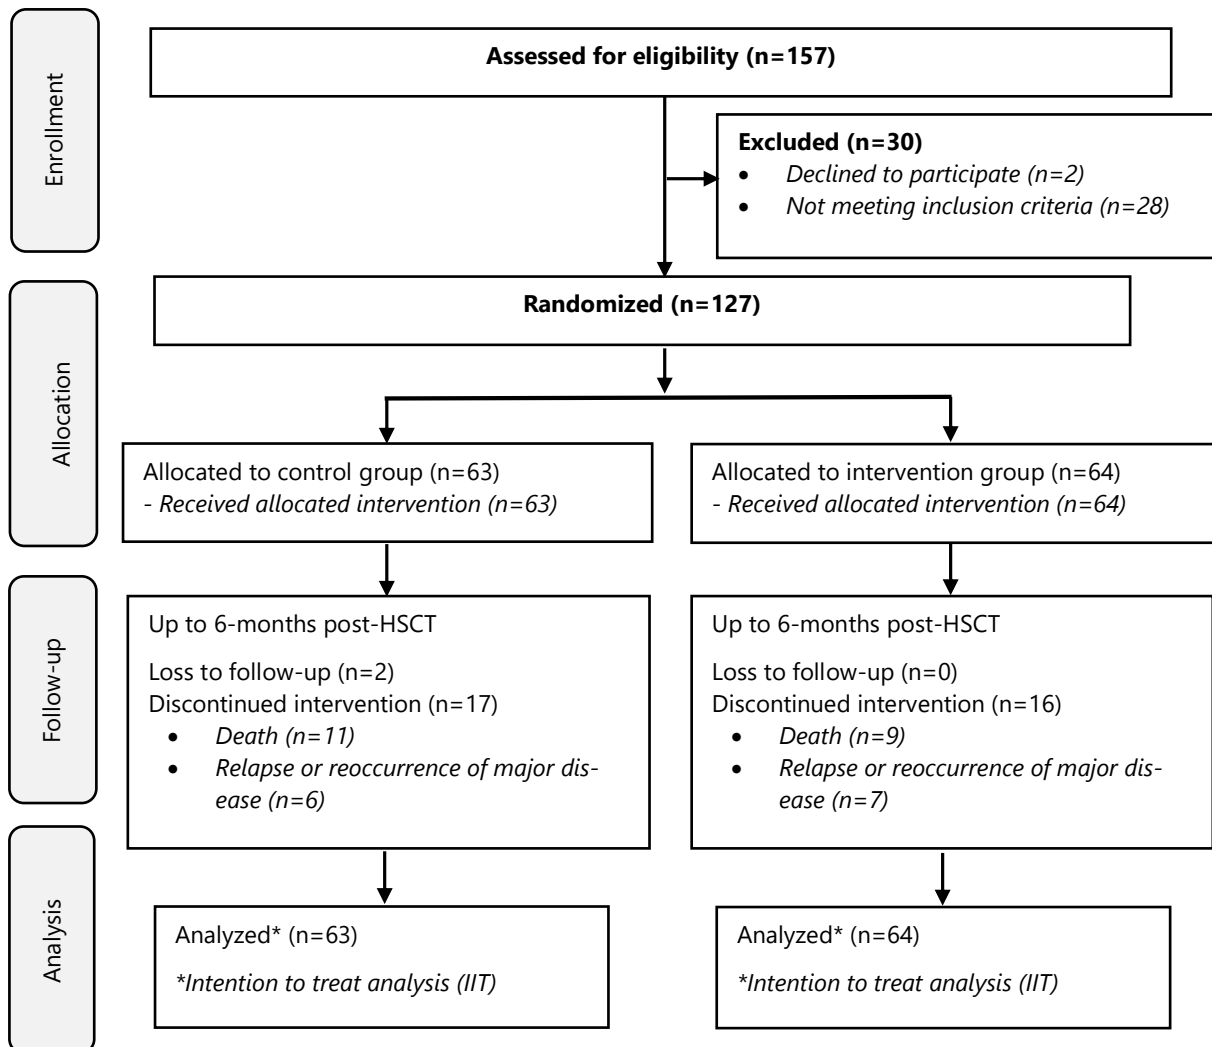 Enrollment
Assessed for eligibility (n=157)
Excluded (n=30)
• Declined to participate (n=2)
• Not meeting inclusion criteria (n=28)
Randomized (n=127)
Allocation
Allocated to control group (n=63)
- Received allocated intervention (n=63)
Allocated to intervention group (n=64)
- Received allocated intervention (n=64)
Follow-up
Up to 6-months post-HSCT
Loss to follow-up (n=2)
Discontinued intervention (n=17)
• Death (n=11)
• Relapse or reoccurrence of major dis-
ease (n=6)
Up to 6-months post-HSCT
Loss to follow-up (n=0)
Discontinued intervention (n=16)
• Death (n=9)
• Relapse or reoccurrence of major dis-
ease (n=7)
Analysis
Analyzed* (n=63)
*Intention to treat analysis (IIT)
Analyzed* (n=64)
*Intention to treat analysis (IIT)